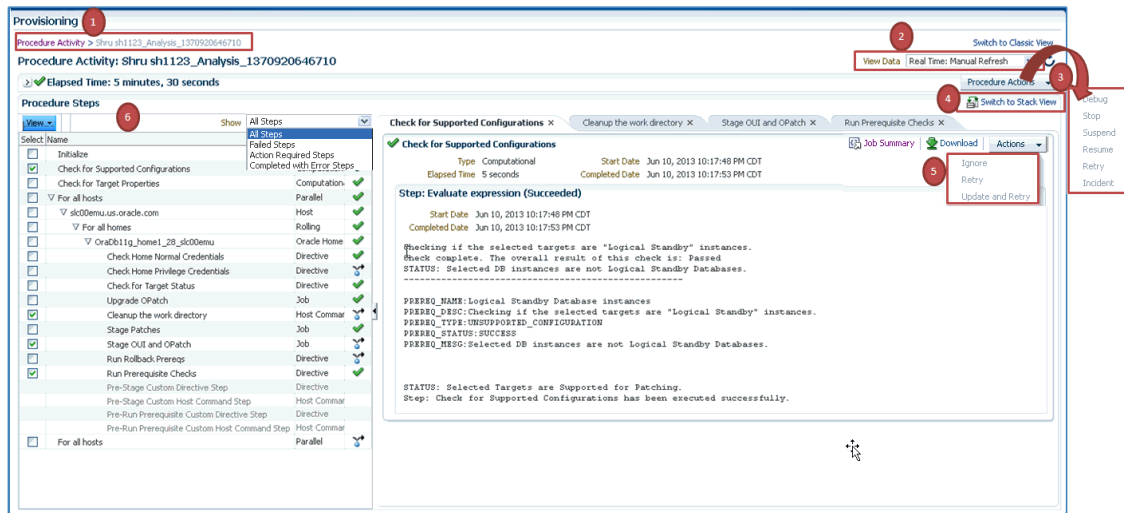 Provisioning
1
Procedure Activity > Shru sh1123_Analysis_1370920646710
2
Switch to Classic View
Procedure Activity: Shru sh1123_Analysis_1370920646710
View Data Real Time: Manual Refresh
Elapsed Time: 5 minutes, 30 seconds
Procedure Actions
3
Debug
Stop
Suspend
Resume
Retry
Incident
Procedure Steps
4
Switch to Stack View
View
6
Show All Steps
All Steps
Failed Steps
Action Required Steps
Completed with Error Steps
Select Name
Initialize
Check for Supported Configurations
Check for Target Properties Computation
For all hosts Parallel
slc00emu.us.oracle.com Host
For all homes Rolling
OraDb11g_home1_28_slc00emu Oracle Home
Check Home Normal Credentials Directive
Check Home Privilege Credentials Directive
Check for Target Status Directive
Upgrade OPatch Job
Cleanup the work directory Host Commar
Stage Patches Job
Stage OUI and OPatch Job
Run Rollback Prereqs Directive
Run Prerequisite Checks Directive
Pre-Stage Custom Directive Step Directive
Pre-Stage Custom Host Command Step Host Commar
Pre-Run Prerequisite Custom Directive Step Directive
Pre-Run Prerequisite Custom Host Command Step Host Commar
For all hosts Parallel
Check for Supported Configurations Cleanup the work directory Stage OUI and OPatch Run Prerequisite Checks
Check for Supported Configurations
Job Summary Download Actions
5
Ignore
Retry
Update and Retry
Type Computational Start Date Jun 10, 2013 10:17:48 PM CDT
Elapsed Time 5 seconds Completed Date Jun 10, 2013 10:17:53 PM CDT
Step: Evaluate expression (Succeeded)
Start Date Jun 10, 2013 10:17:48 PM CDT
Completed Date Jun 10, 2013 10:17:53 PM CDT
Checking if the selected targets are "Logical Standby" instances.
Check complete. The overall result of this check is: Passed
STATUS: Selected DB instances are not Logical Standby Databases.
------------------------------------------------------
PREREQ_NAME:Logical Standby Database instances
PREREQ_DESC:Checking if the selected targets are "Logical Standby" instances.
PREREQ_TYPE:UNSUPPORTED_CONFIGURATION
PREREQ_STATUS:SUCCESS
PREREQ_MESG:Selected DB instances are not Logical Standby Databases.
STATUS: Selected Targets are Supported for Patching.
Step: Check for Supported Configurations has been executed successfully.